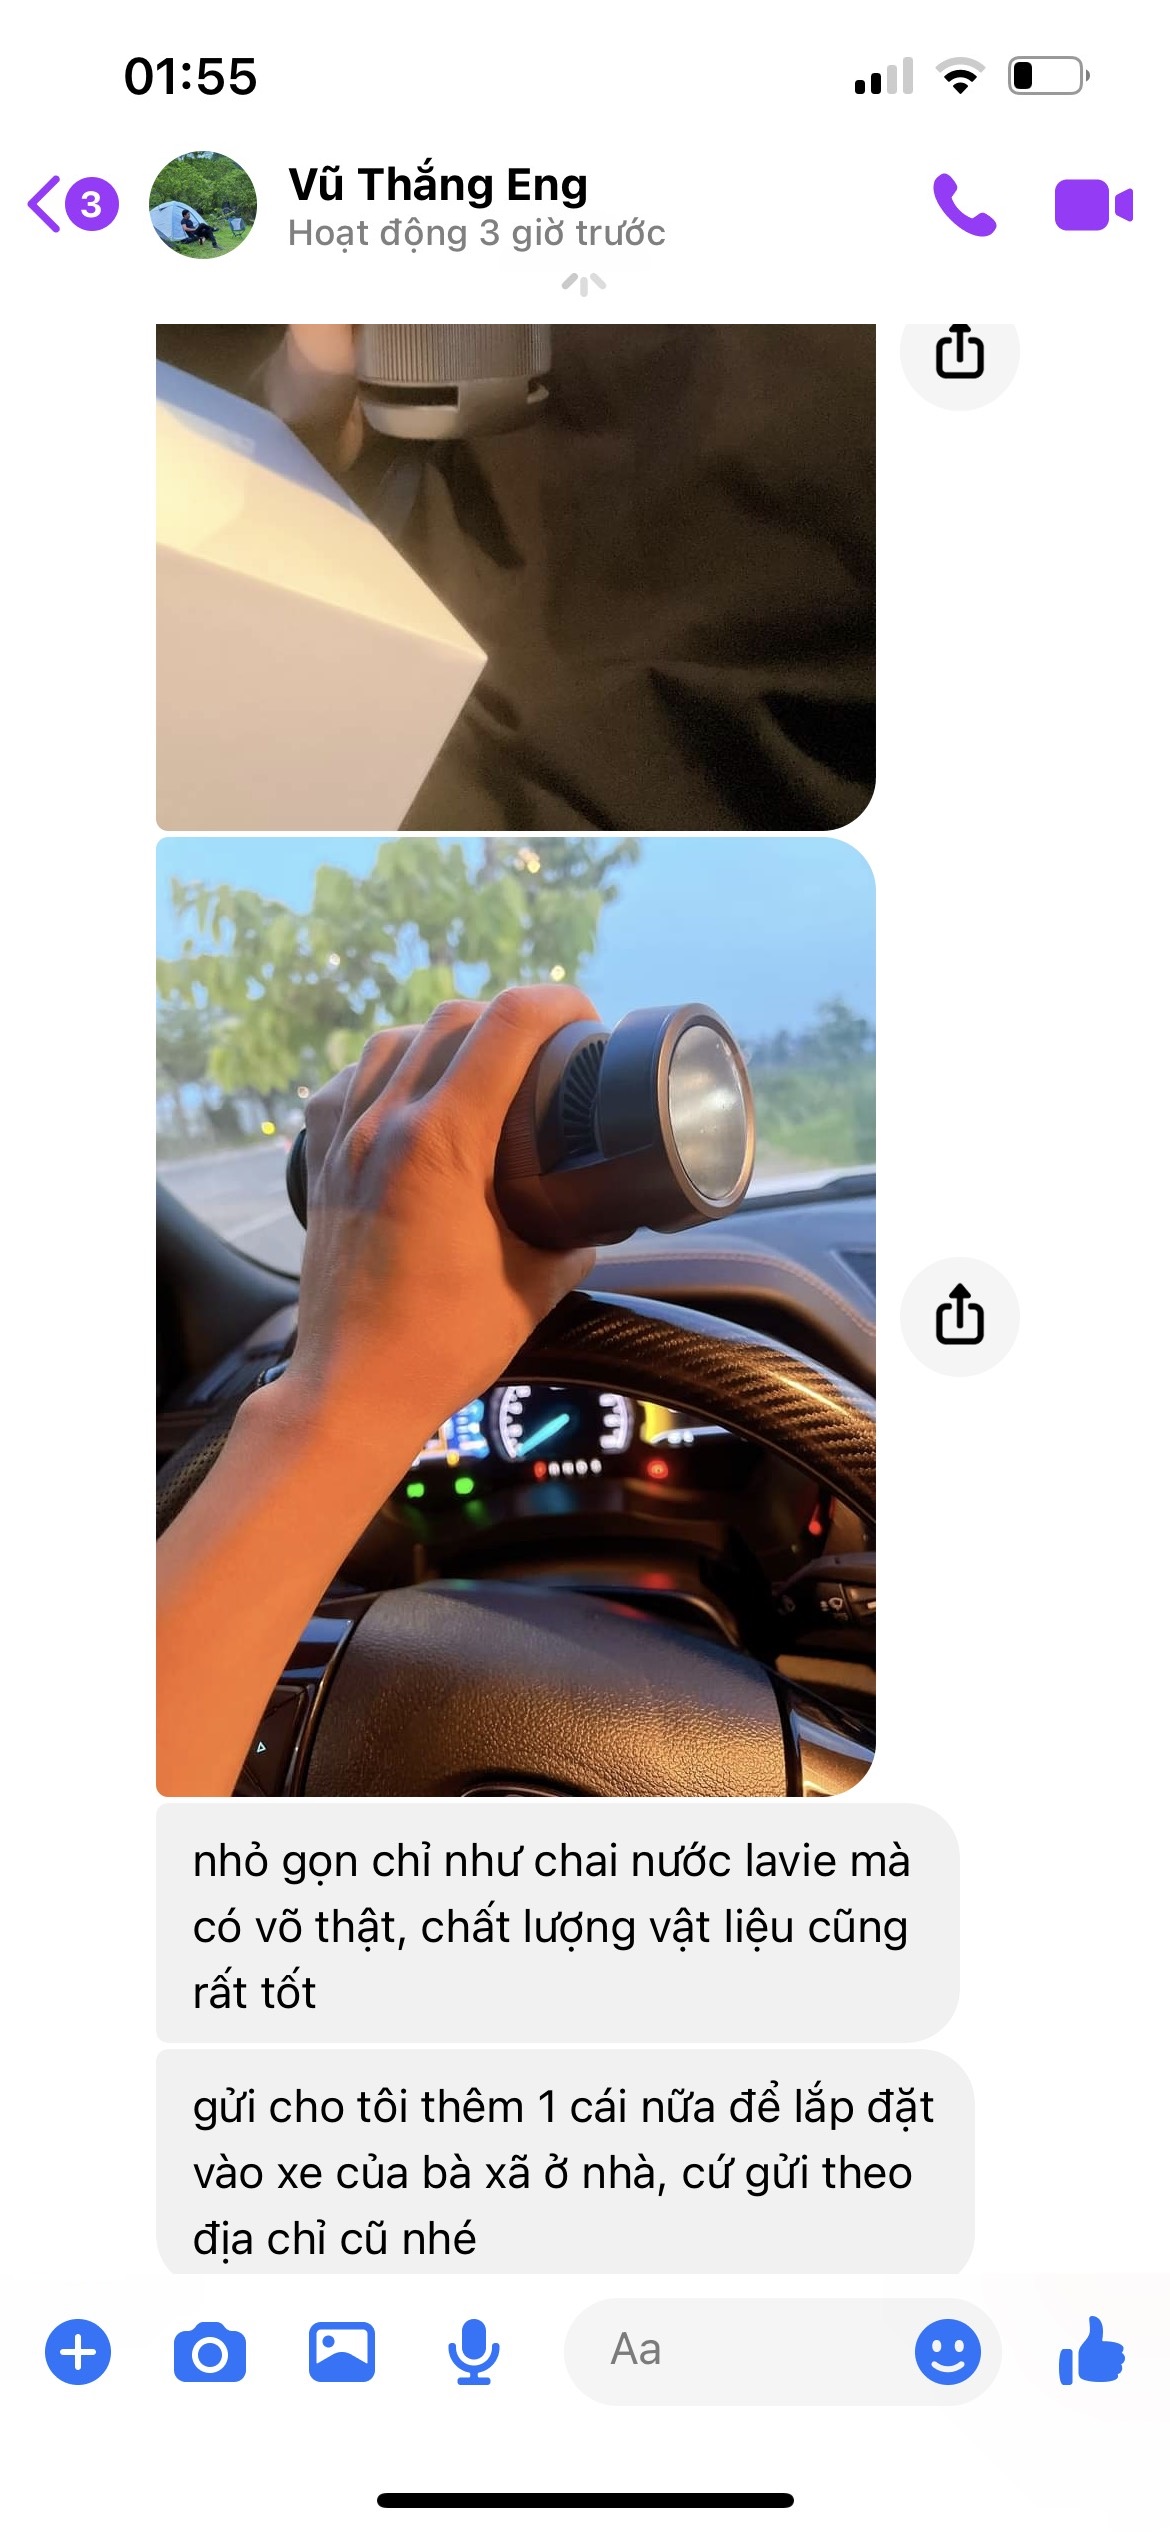 01:55
3
Vũ Thắng Eng
Hoạt động 3 giờ trước
nhỏ gọn chỉ như chai nước lavie mà
có võ thật, chất lượng vật liệu cũng
rất tốt
gửi cho tôi thêm 1 cái nữa để lắp đặt
vào xe của bà xã ở nhà, cứ gửi theo
địa chỉ cũ nhé
Aa